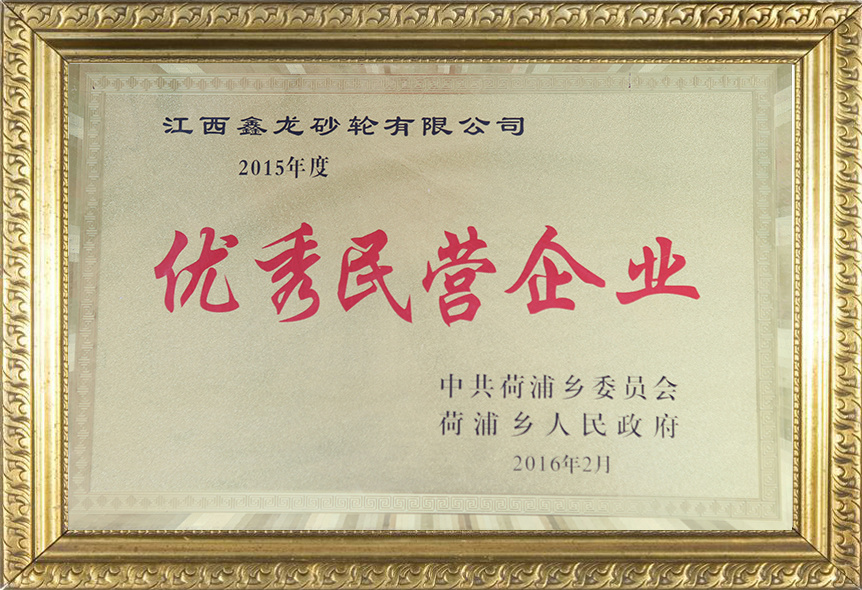 江西鑫龙砂轮有限公司
2015年度
优秀民营企业
中共荷浦乡委员会
荷浦乡人民政府
2016年2月